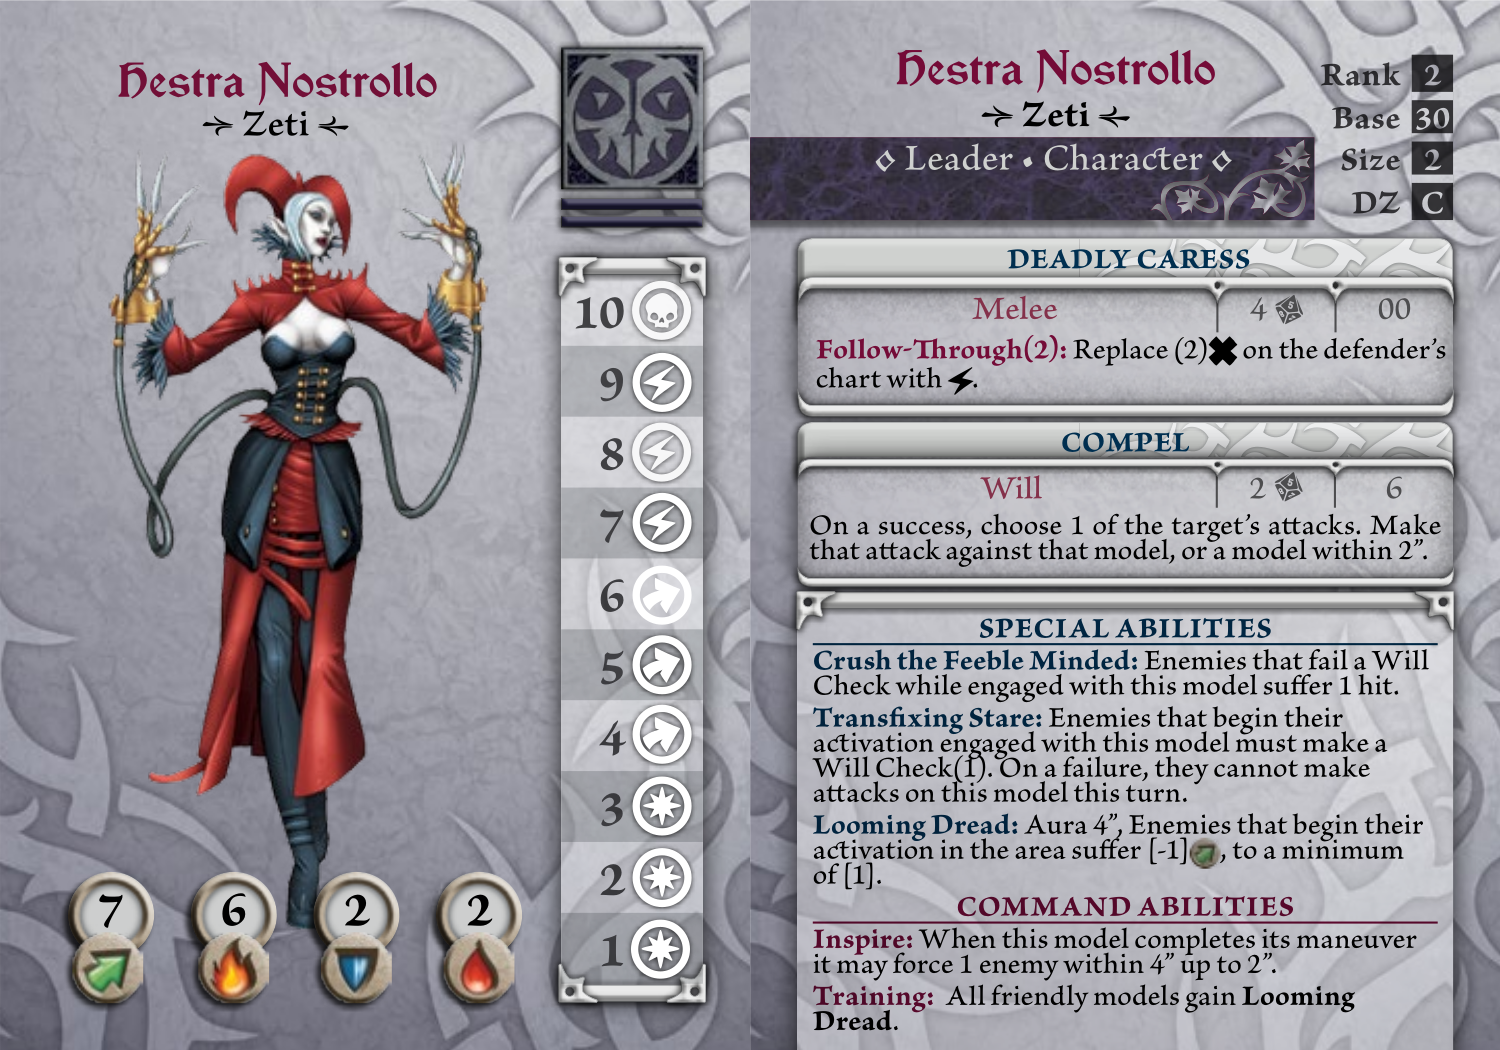 Hestra Nostrollo
Zeti
10
9
8
7
6
5
4
3
2
1
7
6
2
2
Hestra Nostrollo
Zeti
Leader • Character
Rank 2
Base 30
Size 2
DZ C
DEADLY CARESS
Melee 4 00
Follow-Through(2): Replace (2) on the defender's
chart with .
COMPEL
Will 2 6
On a success, choose 1 of the target's attacks. Make
that attack against that model, or a model within 2”.
SPECIAL ABILITIES
Crush the Feeble Minded: Enemies that fail a Will
Check while engaged with this model suffer 1 hit.
Transfixing Stare: Enemies that begin their
activation engaged with this model must make a
Will Check(1). On a failure, they cannot make
attacks on this model this turn.
Looming Dread: Aura 4”, Enemies that begin their
activation in the area suffer [-1] , to a minimum
of [1].
COMMAND ABILITIES
Inspire: When this model completes its maneuver
it may force 1 enemy within 4” up to 2”.
Training: All friendly models gain Looming
Dread.